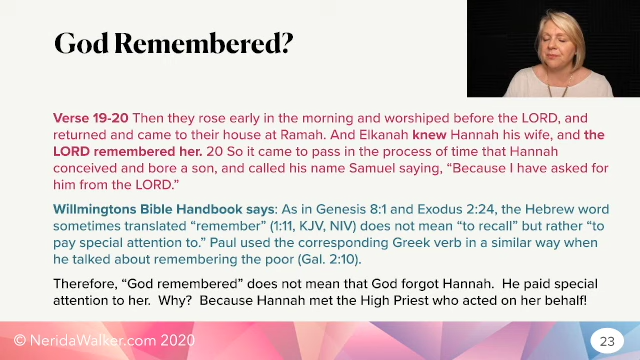 God Remembered?
Verse 19-20 Then they rose early in the morning and worshiped before the LORD, and
returned and came to their house at Ramah. And Elkanah knew Hannah his wife, and the
LORD remembered her. 20 So it came to pass in the process of time that Hannah
conceived and bore a son, and called his name Samuel saying, “Because I have asked for
him from the LORD.”
Willmingtons Bible Handbook says: As in Genesis 8:1 and Exodus 2:24, the Hebrew word
sometimes translated “remember” (1:11, KJV, NIV) does not mean “to recall” but rather “to
pay special attention to.” Paul used the corresponding Greek verb in a similar way when
he talked about remembering the poor (Gal. 2:10).
Therefore, “God remembered” does not mean that God forgot Hannah. He paid special
attention to her. Why? Because Hannah met the High Priest who acted on her behalf!
© NeridaWalker.com 2020
23